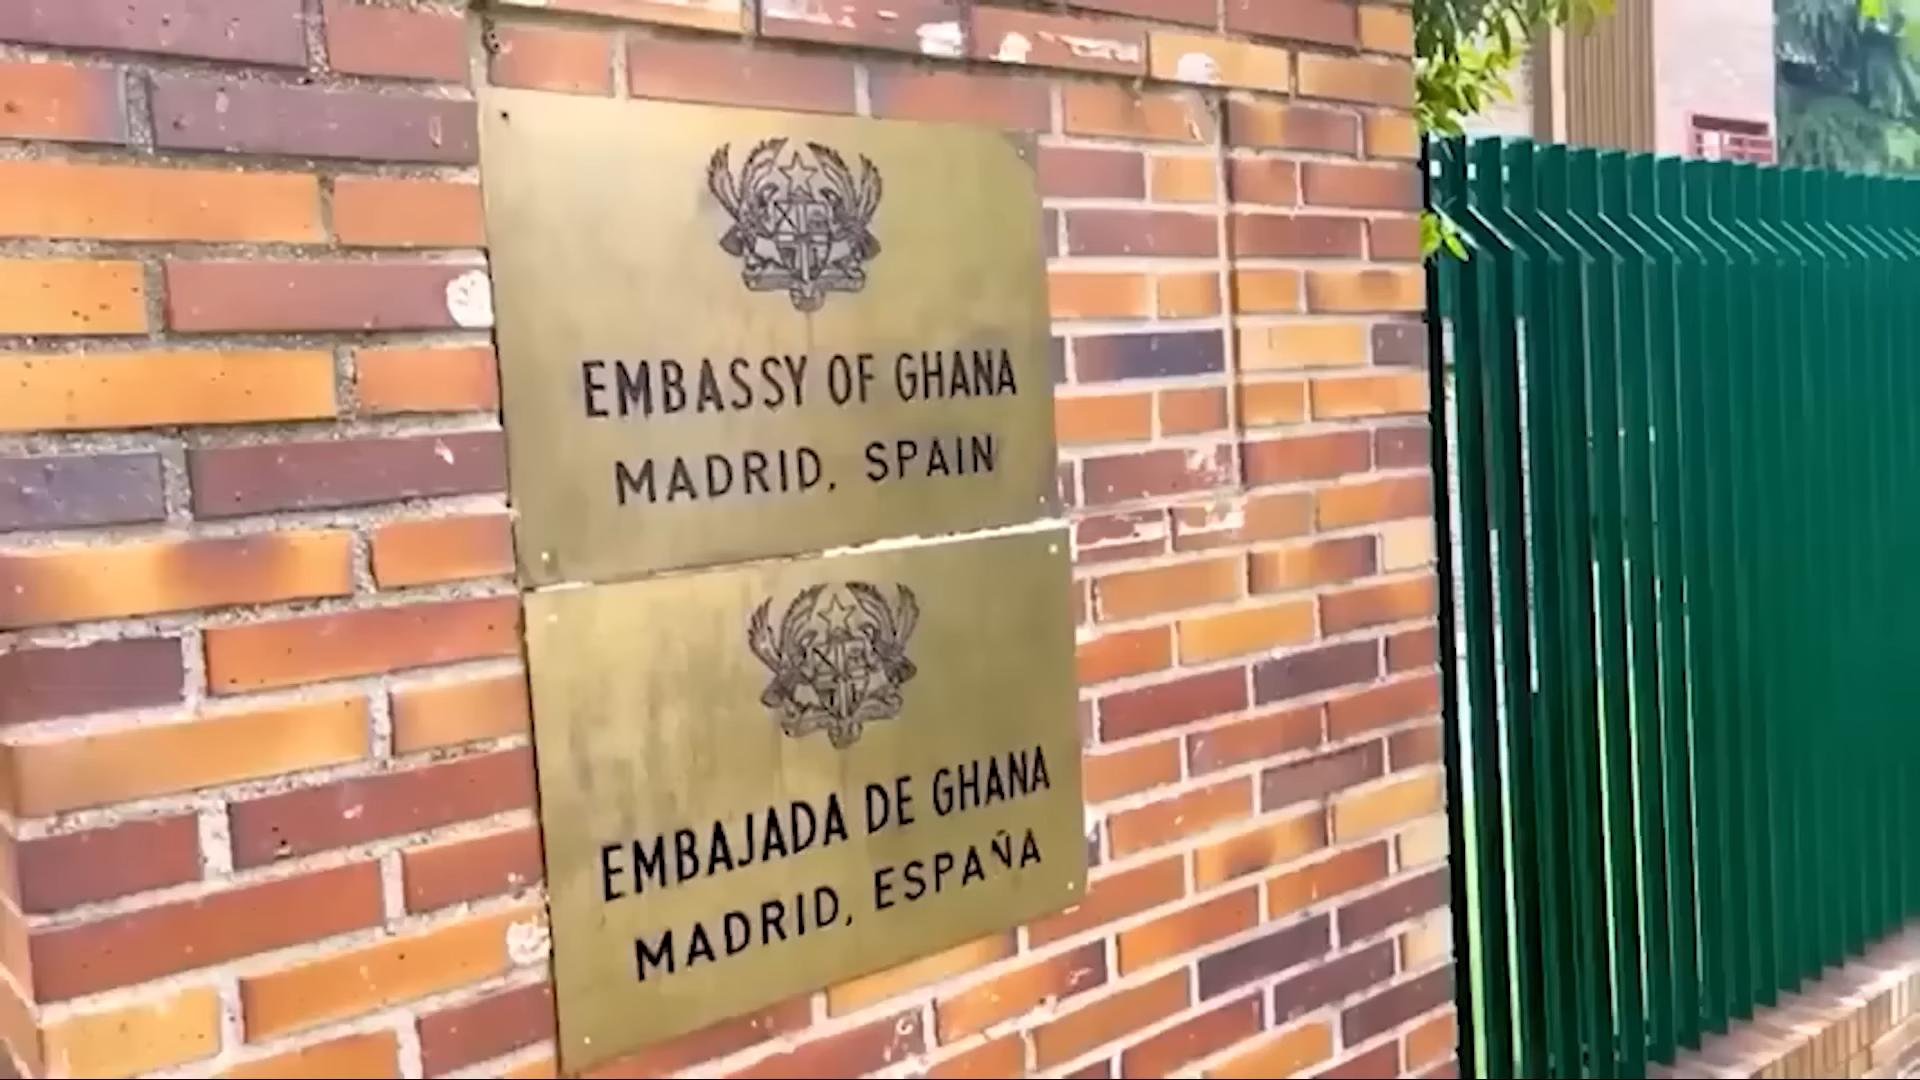 EMBASSY OF GHANA
MADRID, SPAIN
EMBAJADA DE GHANA
MADRID, ESPAÑA